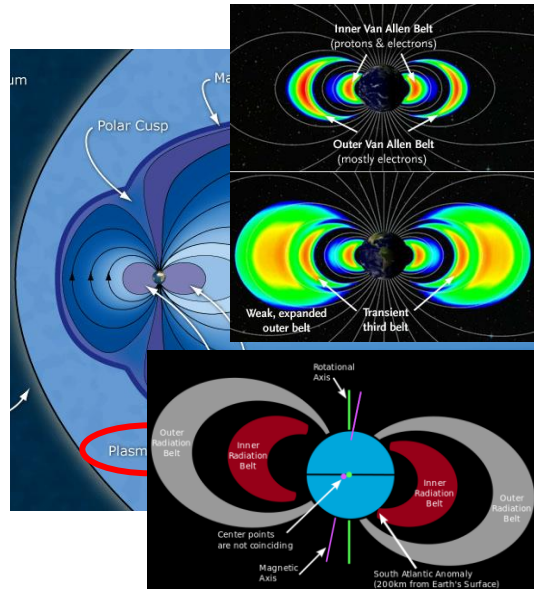 um
Ma
Polar Cusp
Plasm
Inner Van Allen Belt
(protons & electrons)
Outer Van Allen Belt
(mostly electrons)
Weak, expanded
outer belt
Transient
third belt
Rotational
Axis
Outer
Radiation
Belt
Inner
Radiation
Belt
Inner
Radiation
Belt
Outer
Radiation
Belt
Center points
are not coinciding
Magnetic
Axis
South Atlantic Anomaly
(200km from Earth's Surface)